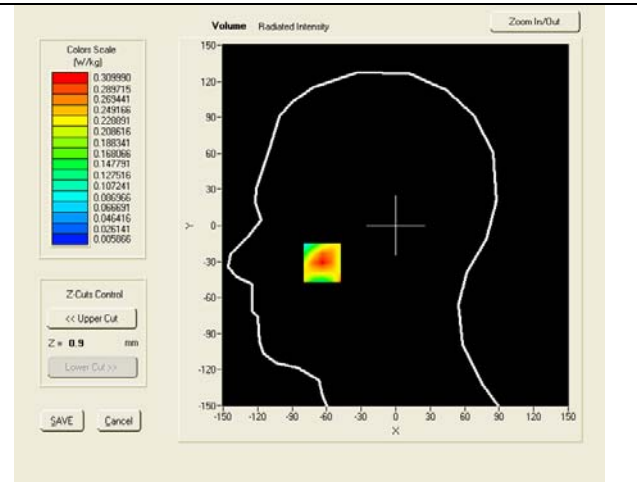 Volume Radiated Intensity
Zoom In/Out
Colors Scale
(W/kg)
0.309990
0.289715
0.269441
0.249166
0.228891
0.208616
0.188341
0.168066
0.147791
0.127516
0.107241
0.086966
0.066691
0.046416
0.026141
0.005866
Z-Cuts Control
<< Upper Cut
Z = 0.9 mm
Lower Cut >>
SAVE Cancel
150
120
90
60
30
0
-30
-60
-90
-120
-150
Y
-150 -120 -90 -60 -30 0 30 60 90 120 150
X